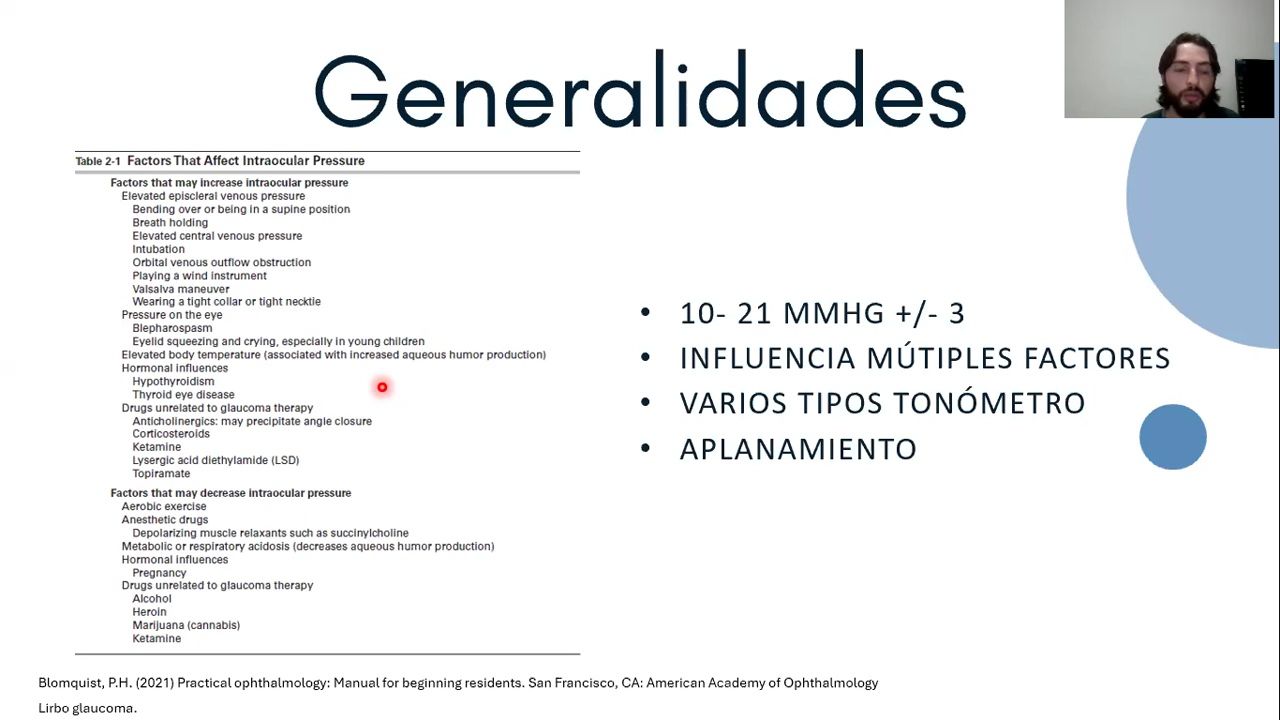 Generalidades
Table 2-1 Factors That Affect Intraocular Pressure
Factors that may increase intraocular pressure
Elevated episcleral venous pressure
Bending over or being in a supine position
Breath holding
Elevated central venous pressure
Intubation
Orbital venous outflow obstruction
Playing a wind instrument
Valsalva maneuver
Wearing a tight collar or tight necktie
Pressure on the eye
Blepharospasm
Eyelid squeezing and crying, especially in young children
Elevated body temperature (associated with increased aqueous humor production)
Hormonal influences
Hypothyroidism
Thyroid eye disease
Drugs unrelated to glaucoma therapy
Anticholinergics: may precipitate angle closure
Corticosteroids
Ketamine
Lysergic acid diethylamide (LSD)
Topiramate
Factors that may decrease intraocular pressure
Aerobic exercise
Anesthetic drugs
Depolarizing muscle relaxants such as succinylcholine
Metabolic or respiratory acidosis (decreases aqueous humor production)
Hormonal influences
Pregnancy
Drugs unrelated to glaucoma therapy
Alcohol
Heroin
Marijuana (cannabis)
Ketamine
• 10- 21 MMHG +/- 3
• INFLUENCIA MÚTIPLES FACTORES
• VARIOS TIPOS TONÓMETRO
• APLANAMIENTO
Blomquist, P.H. (2021) Practical ophthalmology: Manual for beginning residents. San Francisco, CA: American Academy of Ophthalmology
Lirbo glaucoma.